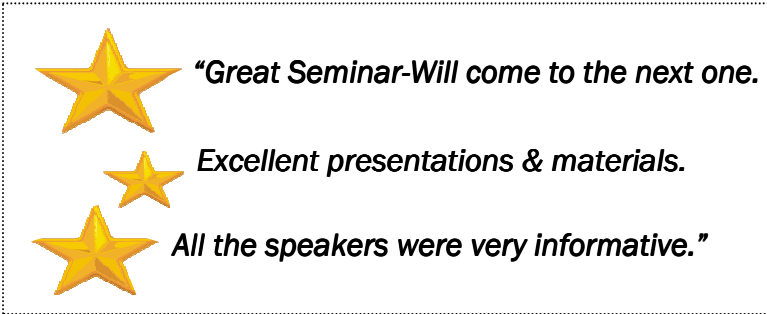 “Great Seminar-Will come to the next one.
Excellent presentations & materials.
All the speakers were very informative.”